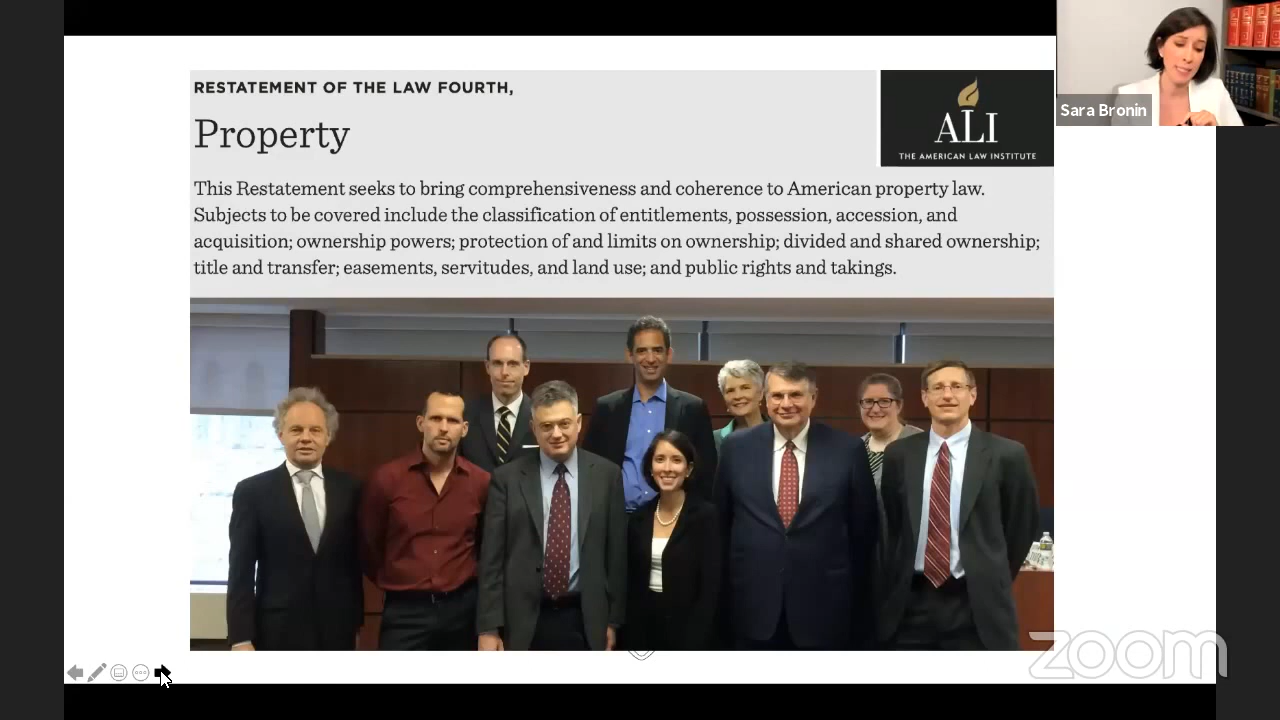 RESTATEMENT OF THE LAW FOURTH,
Property
ALI
THE AMERICAN LAW INSTITUTE
This Restatement seeks to bring comprehensiveness and coherence to American property law.
Subjects to be covered include the classification of entitlements, possession, accession, and
acquisition; ownership powers; protection of and limits on ownership; divided and shared ownership;
title and transfer; easements, servitudes, and land use; and public rights and takings.
Sara Bronin
zoom